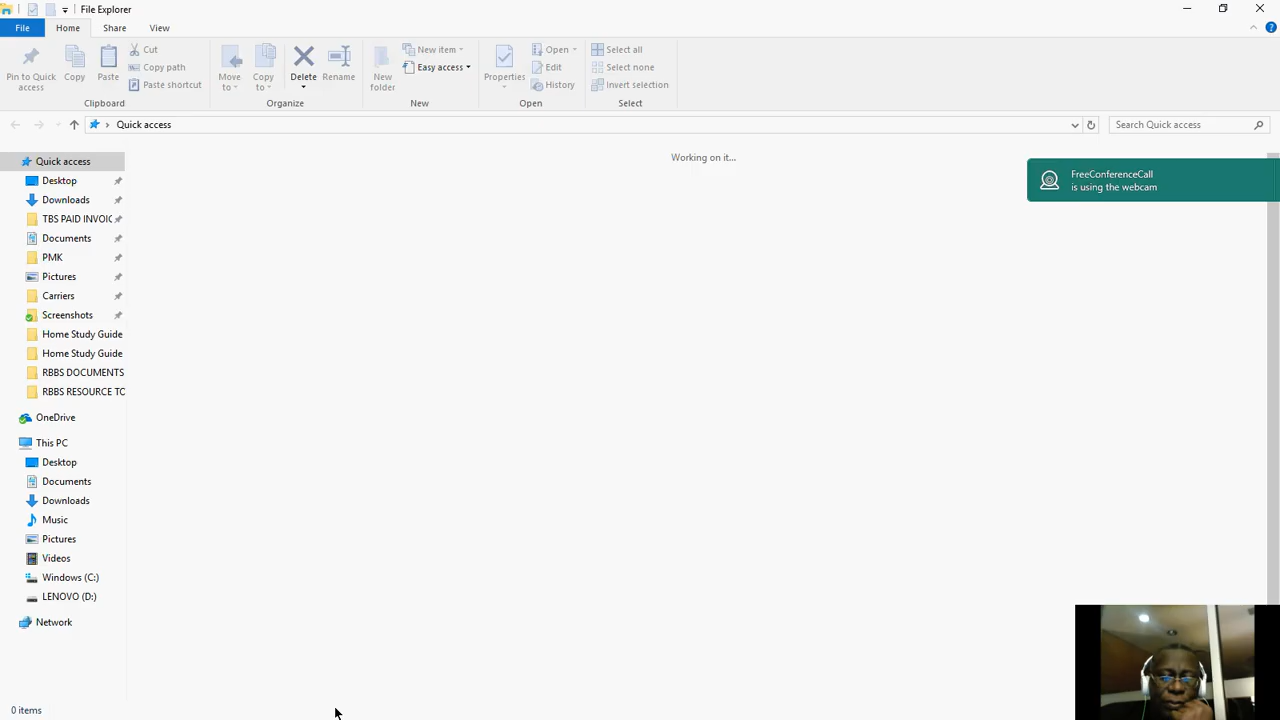 File Explorer
File
Home
Share
View
Pin to Quick access
Copy
Paste
Cut
Copy path
Paste shortcut
Clipboard
Move to
Copy to
Delete
Rename
Organize
New folder
New item
Easy access
New
Properties
Open
Edit
History
Open
Select all
Select none
Invert selection
Select
Quick access
Search Quick access
Working on it...
FreeConferenceCall
is using the webcam
Quick access
Desktop
Downloads
TBS PAID INVOIC
Documents
PMK
Pictures
Carriers
Screenshots
Home Study Guide
Home Study Guide
RBBS DOCUMENTS
RBBS RESOURCE TO
OneDrive
This PC
Desktop
Documents
Downloads
Music
Pictures
Videos
Windows (C:)
LENOVO (D:)
Network
0 items